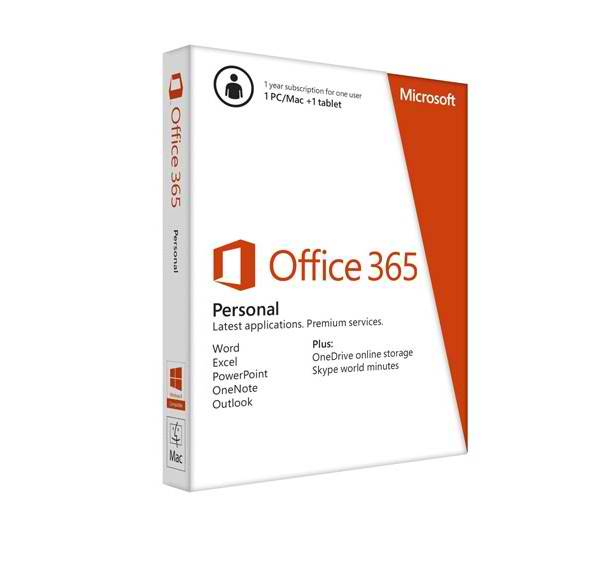 1 year subscription for one user
1 PC/Mac +1 tablet
Microsoft
Office 365
Personal
Office 365
Personal
Latest applications. Premium services.
Word
Excel
PowerPoint
OneNote
Outlook
Plus:
OneDrive online storage
Skype world minutes
Mac